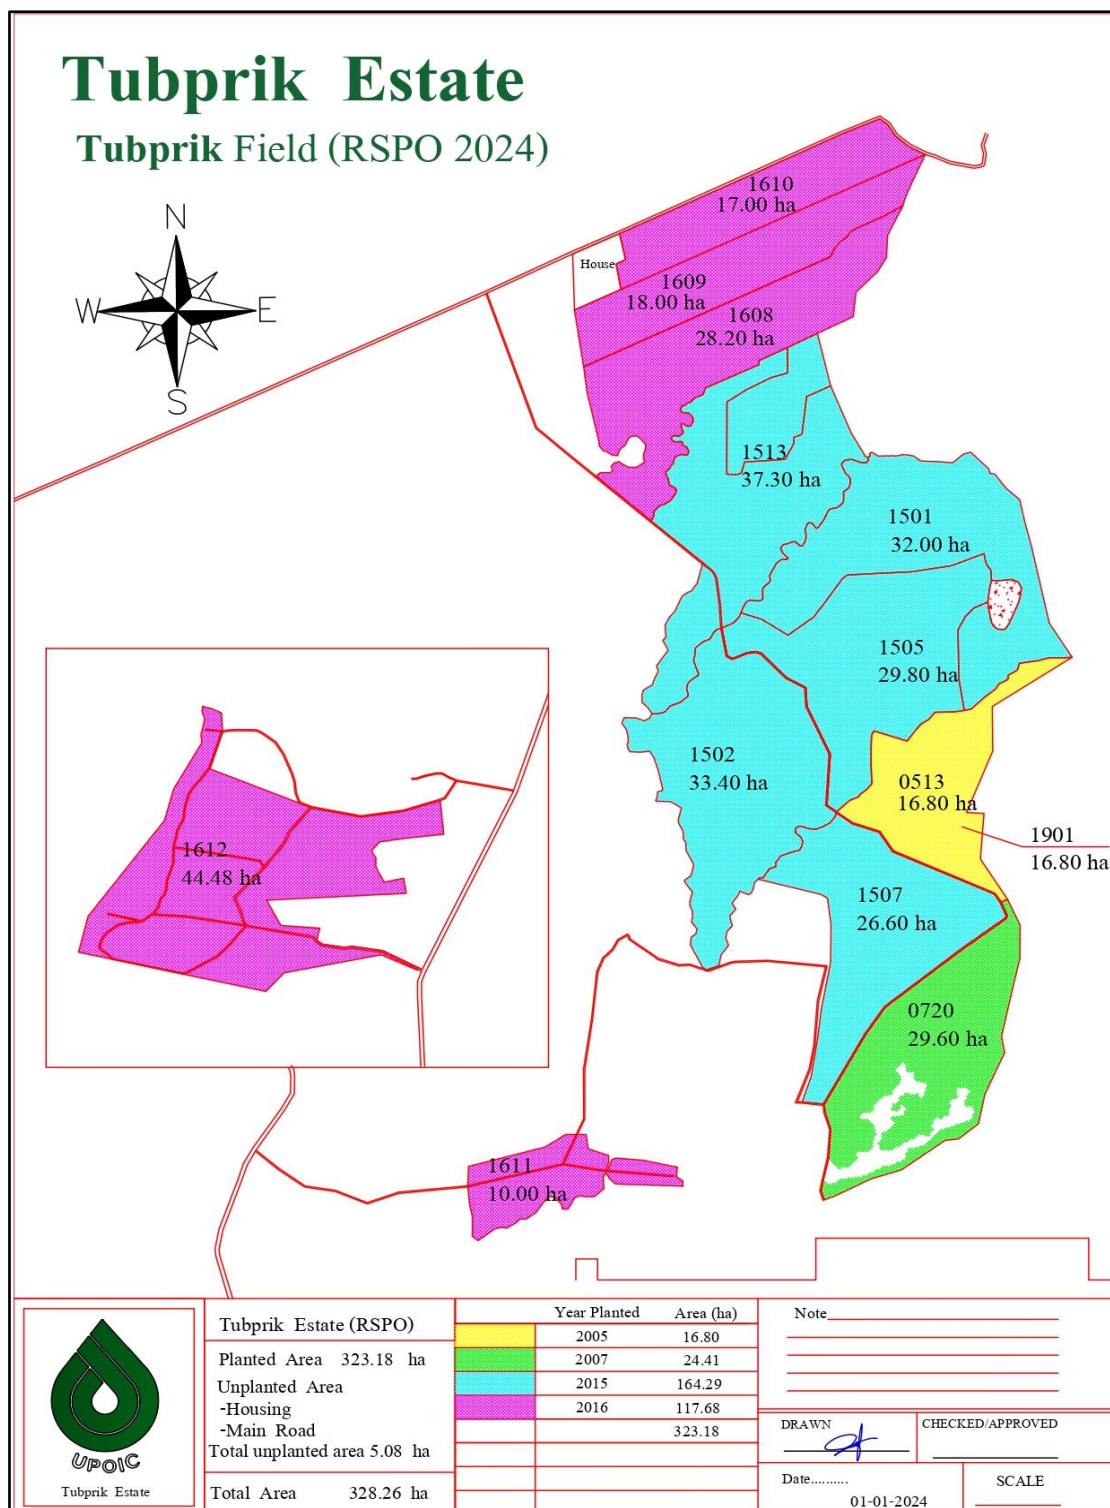 Tubprik Estate
Tubprik Field (RSPO 2024)
N
W
E
S
1610
17.00 ha
House
1609
18.00 ha
1608
28.20 ha
1513
37.30 ha
1501
32.00 ha
1505
29.80 ha
1502
33.40 ha
0513
16.80 ha
1901
16.80 ha
1612
44.48 ha
1507
26.60 ha
0720
29.60 ha
1611
10.00 ha
UPOIC
Tubprik Estate
Tubprik Estate (RSPO)
Planted Area 323.18 ha
Unplanted Area
-Housing
-Main Road
Total unplanted area 5.08 ha
Total Area 328.26 ha
Year Planted Area (ha)
2005 16.80
2007 24.41
2015 164.29
2016 117.68
323.18
Note
DRAWN
CHECKED/APPROVED
Date..........
01-01-2024
SCALE